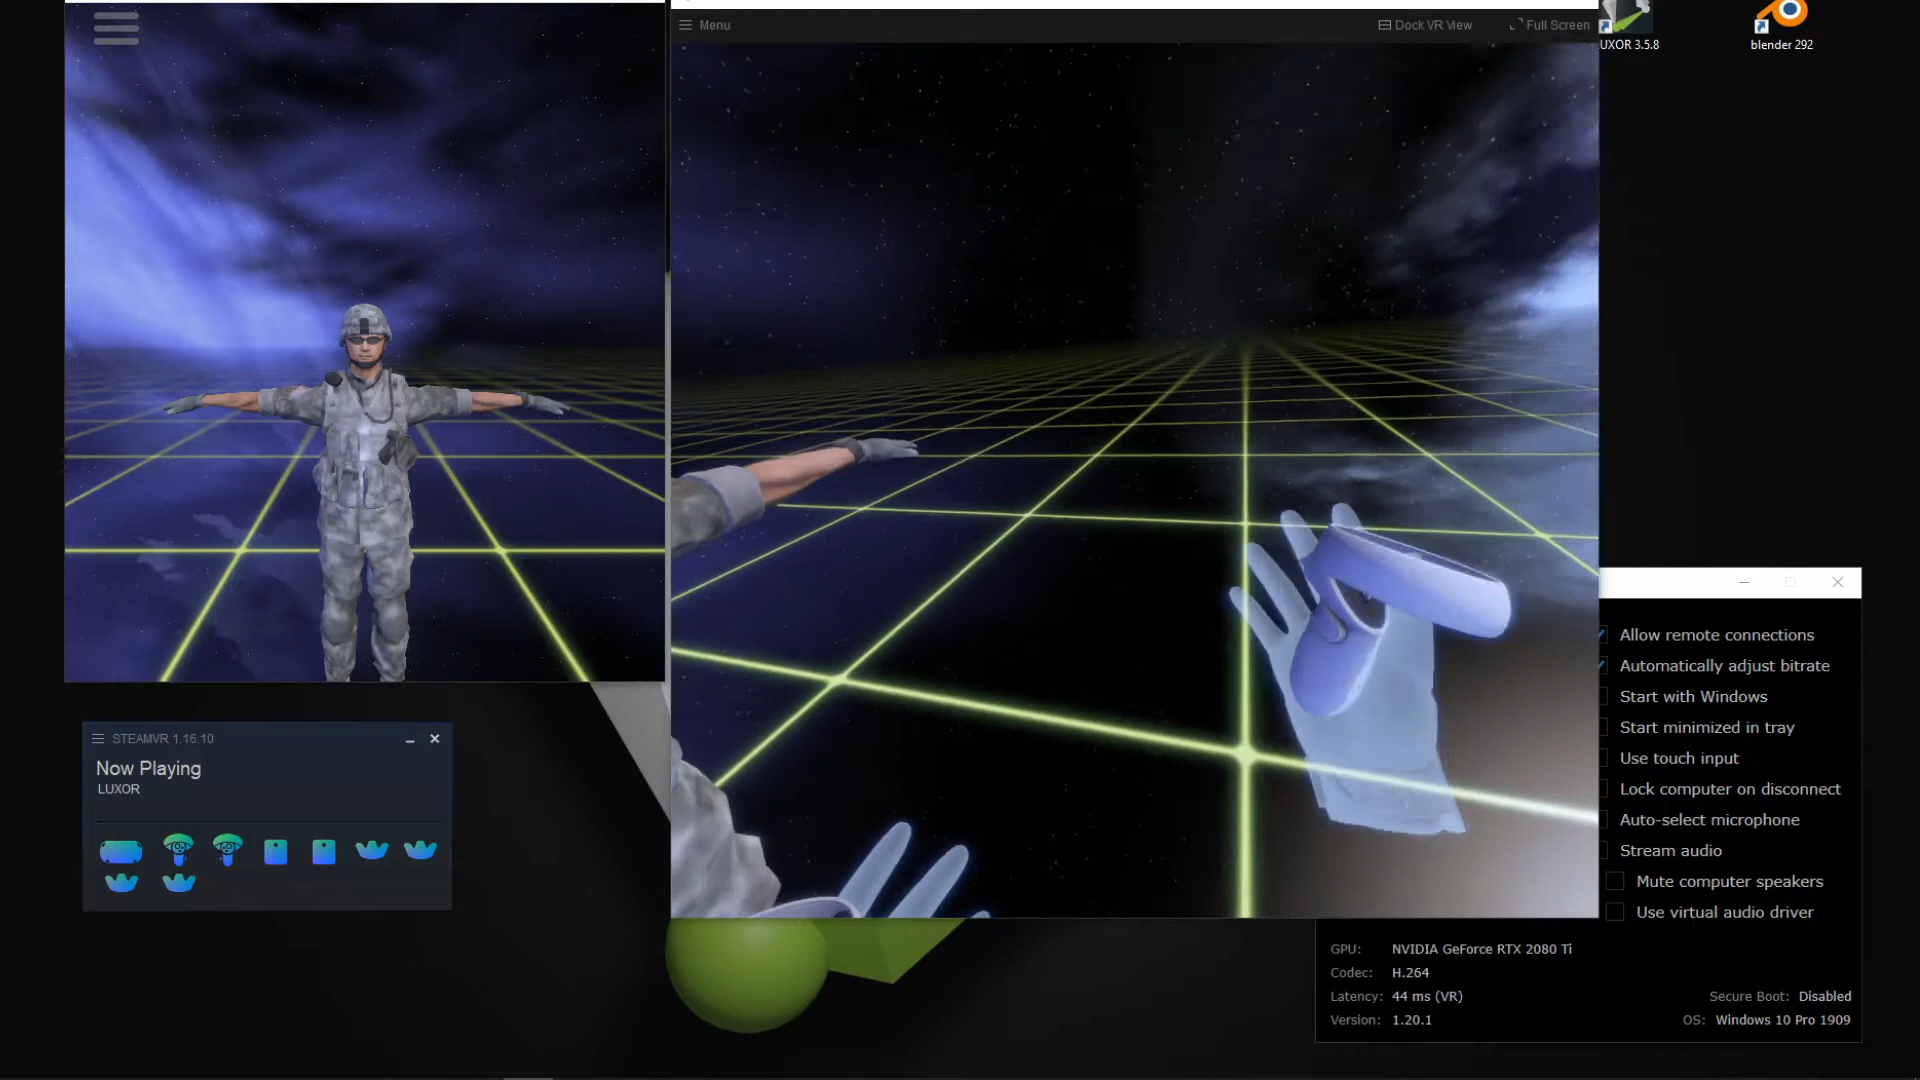 Menu
Dock VR View
Full Screen
UXOR 3.5.8
blender 292
Allow remote connections
Automatically adjust bitrate
Start with Windows
Start minimized in tray
Use touch input
Lock computer on disconnect
Auto-select microphone
Stream audio
Mute computer speakers
Use virtual audio driver
STEAMVR 1.16.10
Now Playing
LUXOR
GPU: NVIDIA GeForce RTX 2080 Ti
Codec: H.264
Latency: 44 ms (VR) Secure Boot: Disabled
Version: 1.20.1 OS: Windows 10 Pro 1909